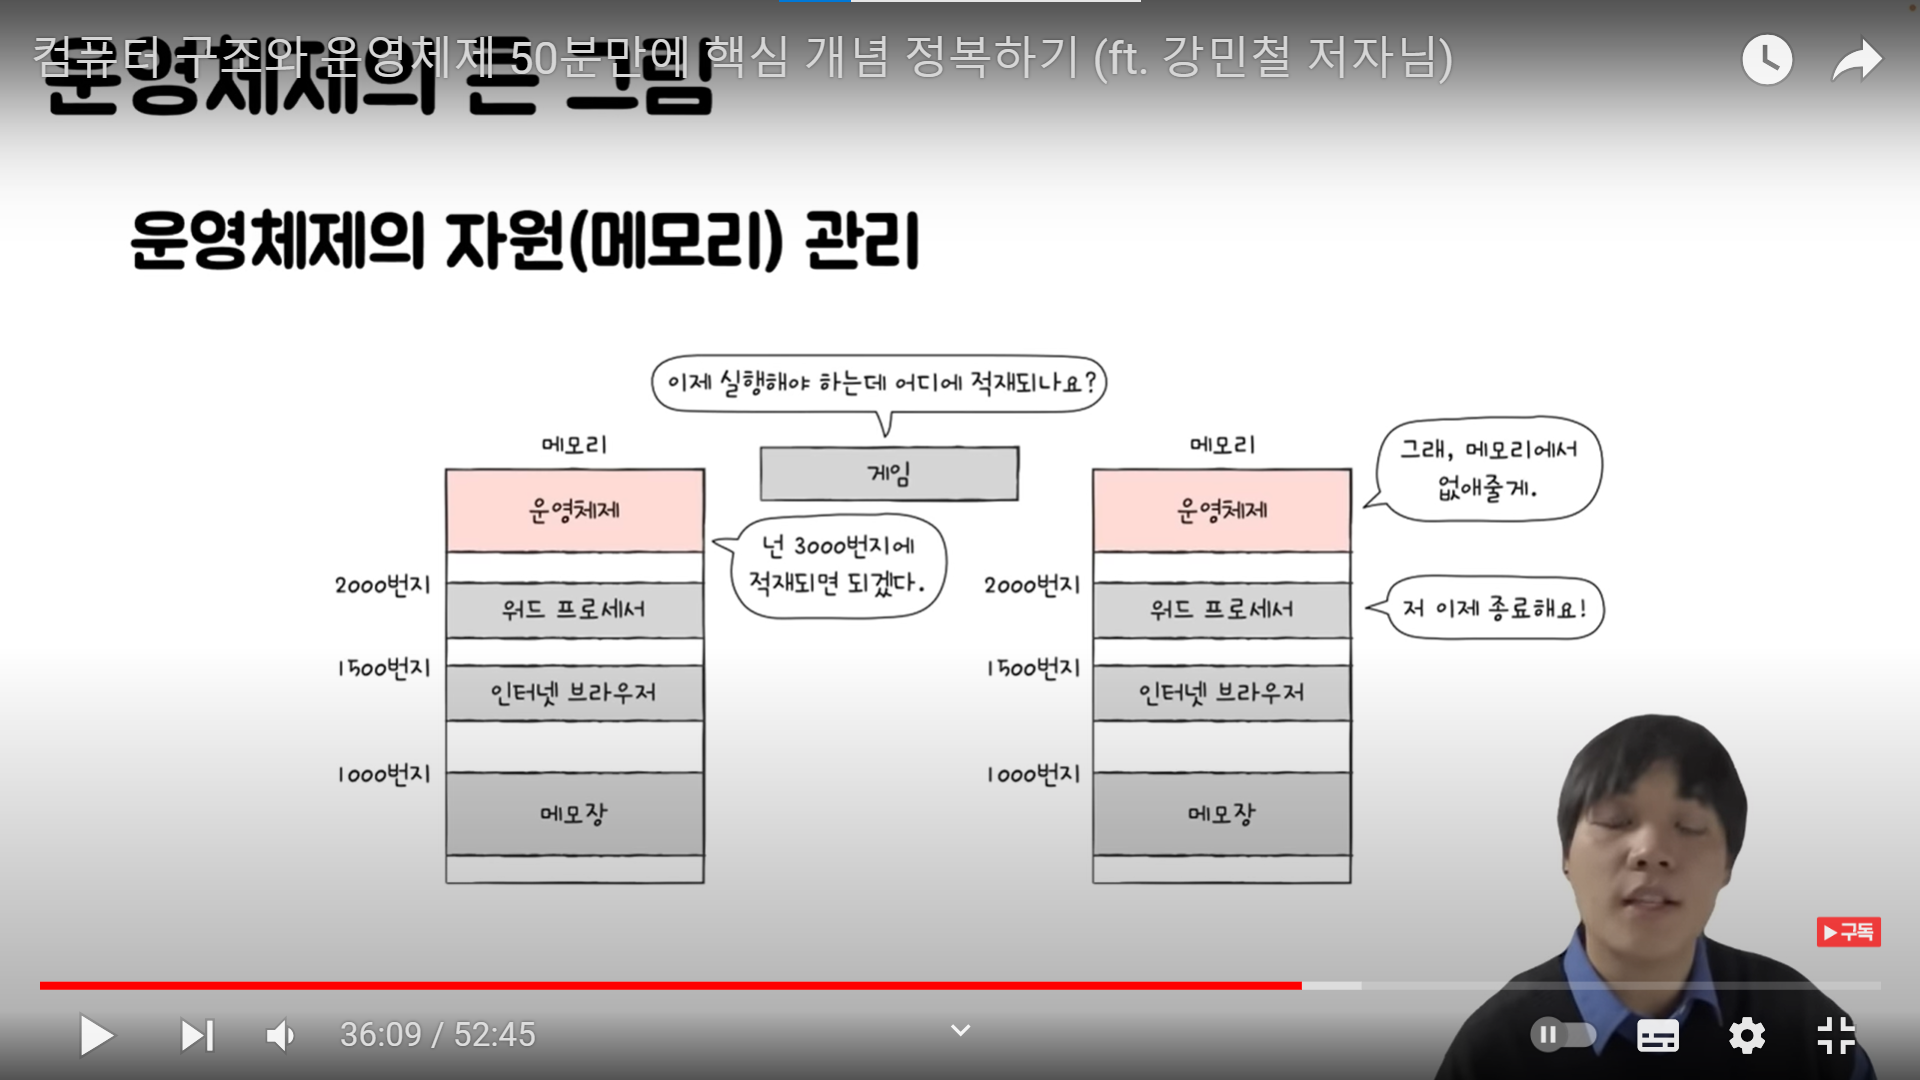 컴퓨터 구조와 운영체제 50분만에 핵심 개념 정복하기 (ft. 강민철 저자님)
운영체제의 큰 그림
운영체제의 자원(메모리) 관리
이제 실행해야 하는데 어디에 적재되나요?
메모리
게임
메모리
그래, 메모리에서
없애줄게.
운영체제
운영체제
넌 3000번지에
적재되면 되겠다.
2000번지
워드 프로세서
2000번지
워드 프로세서
저 이제 종료해요!
1500번지
인터넷 브라우저
1500번지
인터넷 브라우저
1000번지
메모장
1000번지
메모장
구독
36:09 / 52:45